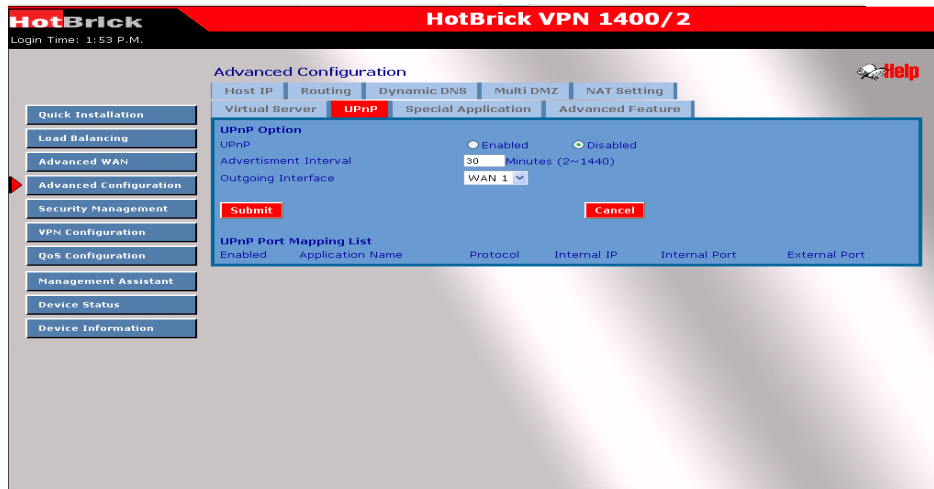 HotBrick
HotBrick VPN 1400/2
Login Time: 1:53 P.M.
Advanced Configuration
Help
Host IP Routing Dynamic DNS Multi DMZ NAT Setting
Virtual Server UPnP Special Application Advanced Feature
Quick Installation
Load Balancing
Advanced WAN
Advanced Configuration
Security Management
VPN Configuration
QoS Configuration
Management Assistant
Device Status
Device Information
UPnP Option
UPnP Enabled Disabled
Advertisment Interval 30 Minutes (2~1440)
Outgoing Interface WAN 1
Submit Cancel
UPnP Port Mapping List
Enabled Application Name Protocol Internal IP Internal Port External Port